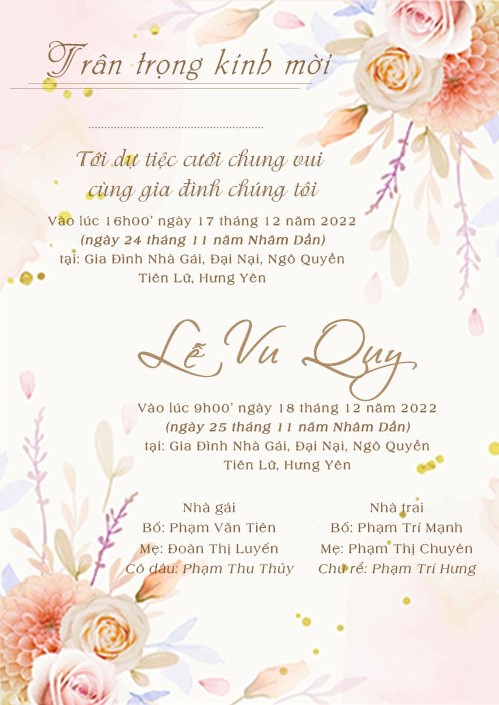 Trân trọng kính mời
........................................................
Tới dự tiệc cưới chung vui
cùng gia đình chúng tôi
Vào lúc 16h00' ngày 17 tháng 12 năm 2022
(ngày 24 tháng 11 năm Nhâm Dần)
tại: Gia Đình Nhà Gái, Đại Nại, Ngô Quyền
Tiên Lữ, Hưng Yên
Lễ Vu Quy
Vào lúc 9h00' ngày 18 tháng 12 năm 2022
(ngày 25 tháng 11 năm Nhâm Dần)
tại: Gia Đình Nhà Gái, Đại Nại, Ngô Quyền
Tiên Lữ, Hưng Yên
Nhà gái
Bố: Phạm Văn Tiên
Mẹ: Đoàn Thị Luyến
Cô dâu: Phạm Thu Thủy
Nhà trai
Bố: Phạm Trí Mạnh
Mẹ: Phạm Thị Chuyên
Chú rể: Phạm Trí Hưng